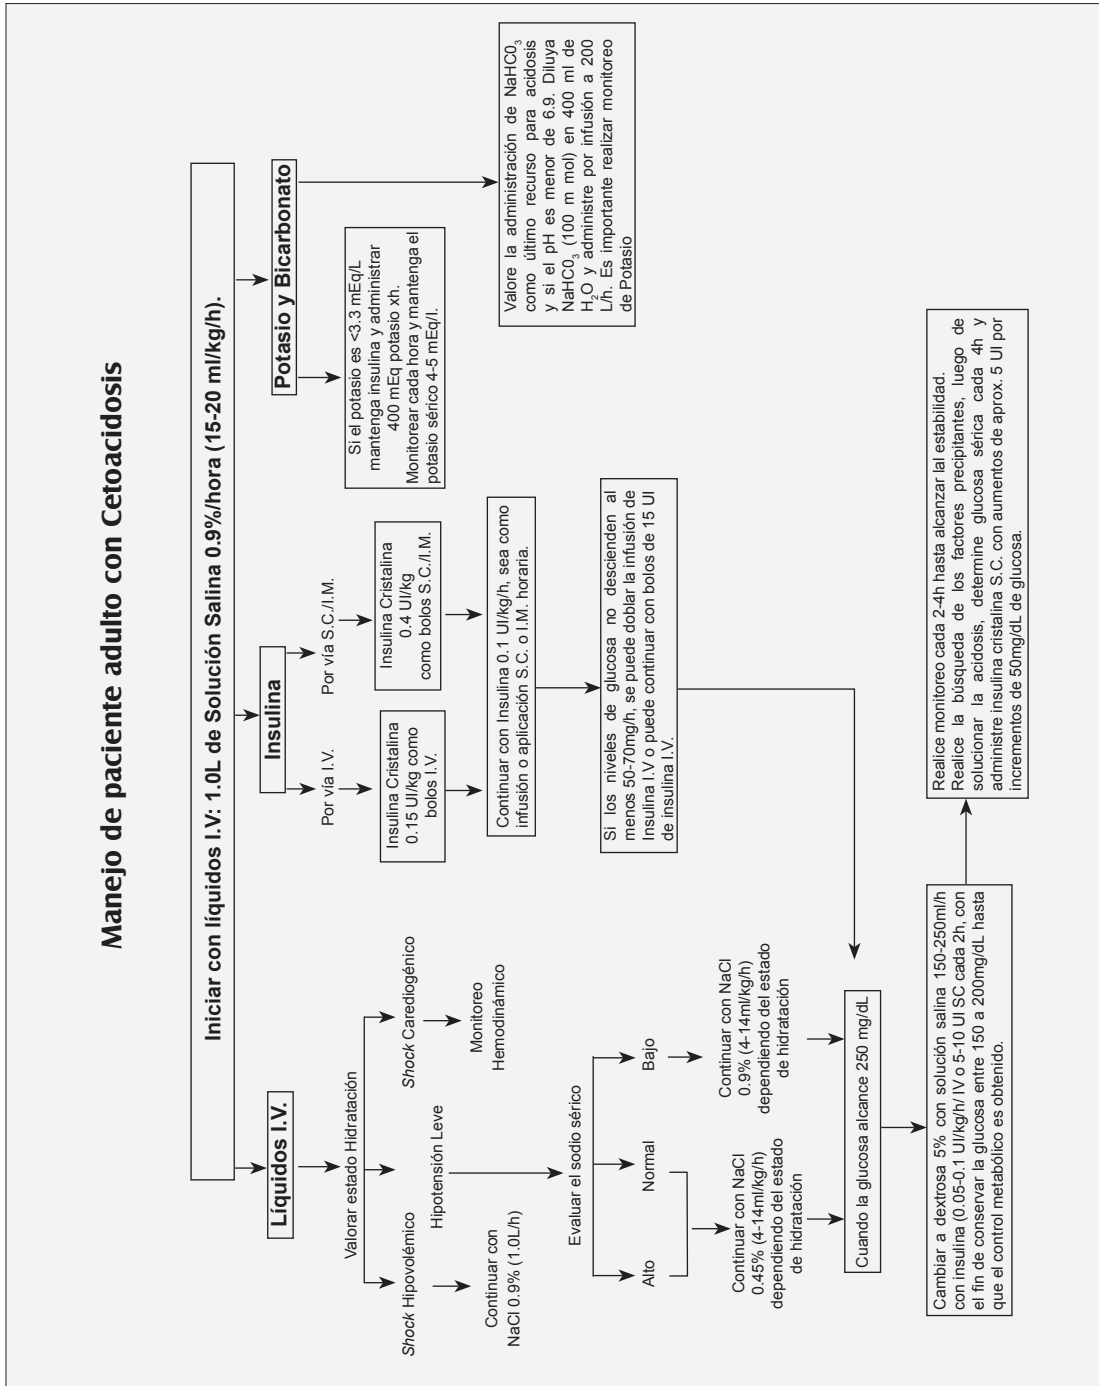 Manejo de paciente adulto con Cetoacidosis
Iniciar con líquidos I.V: 1.0L de Solución Salina 0.9%/hora (15-20 ml/kg/h).
Líquidos I.V.
Valorar estado Hidratación
Shock Hipovolémico
Continuar con
NaCl 0.9% (1.0L/h)
Hipotensión Leve
Shock Carediogénico
Monitoreo
Hemodinámico
Evaluar el sodio sérico
Alto
Normal
Bajo
Continuar con NaCl
0.45% (4-14ml/kg/h)
dependiendo del estado
de hidratación
Continuar con NaCl
0.9% (4-14ml/kg/h)
dependiendo del estado
de hidratación
Cuando la glucosa alcance 250 mg/dL
Cambiar a dextrosa 5% con solución salina 150-250ml/h
con insulina (0.05-0.1 UI/kg/h/ IV o 5-10 UI SC cada 2h, con
el fin de conservar la glucosa entre 150 a 200mg/dL hasta
que el control metabólico es obtenido.
Insulina
Por vía I.V.
Insulina Cristalina
0.15 UI/kg como
bolos I.V.
Por vía S.C./I.M.
Insulina Cristalina
0.4 UI/kg
como bolos S.C./I.M.
Continuar con Insulina 0.1 UI/kg/h, sea como
infusión o aplicación S.C. o I.M. horaria.
Si los niveles de glucosa no descienden al
menos 50-70mg/h, se puede doblar la infusión de
Insulina I.V o puede continuar con bolos de 15 UI
de insulina I.V.
Potasio y Bicarbonato
Si el potasio es <3.3 mEq/L
mantenga insulina y administrar
400 mEq potasio xh.
Monitorear cada hora y mantenga el
potasio sérico 4-5 mEq/l.
Valore la administración de NaHC0₃
como último recurso para acidosis
y si el pH es menor de 6.9. Diluya
NaHC0₃ (100 m mol) en 400 ml de
H₂O y administre por infusión a 200
L/h. Es importante realizar monitoreo
de Potasio
Realice monitoreo cada 2-4h hasta alcanzar lal estabilidad.
Realice la búsqueda de los factores precipitantes, luego de
solucionar la acidosis, determine glucosa sérica cada 4h y
administre insulina cristalina S.C. con aumentos de aprox. 5 UI por
incrementos de 50mg/dL de glucosa.